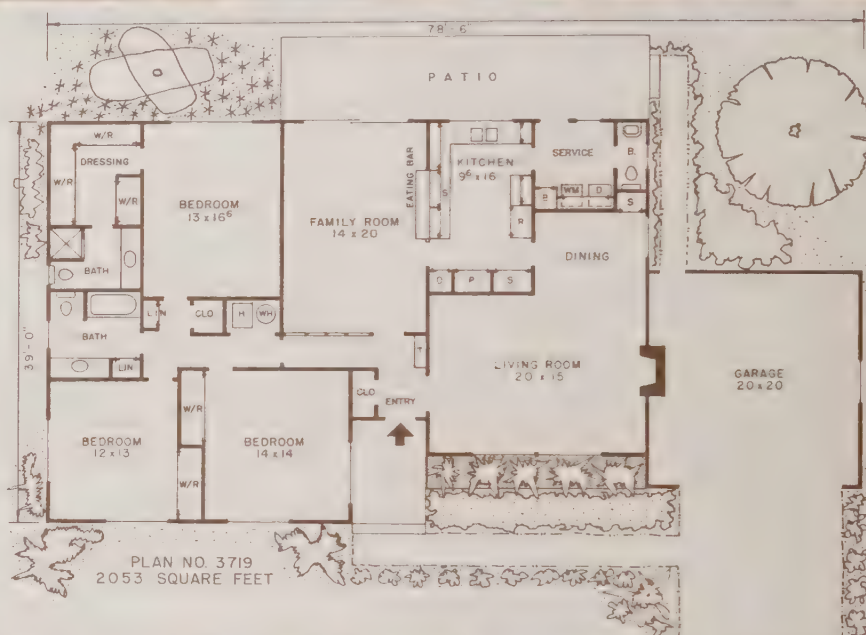 78'-6"
PATIO
W/R
DRESSING
W/R
W/R
BEDROOM
13 x 16⁶
FAMILY ROOM
14 x 20
EATING BAR
S
KITCHEN
9⁶ x 16
R
SERVICE
B.
B
WM
D
S
DINING
BATH
LIN
CLO
H
WH
P
S
39'-0"
BATH
LIN
T
LIVING ROOM
20 x 15
GARAGE
20 x 20
CLO
ENTRY
W/R
BEDROOM
12 x 13
BEDROOM
14 x 14
W/R
PLAN NO. 3719
2053 SQUARE FEET